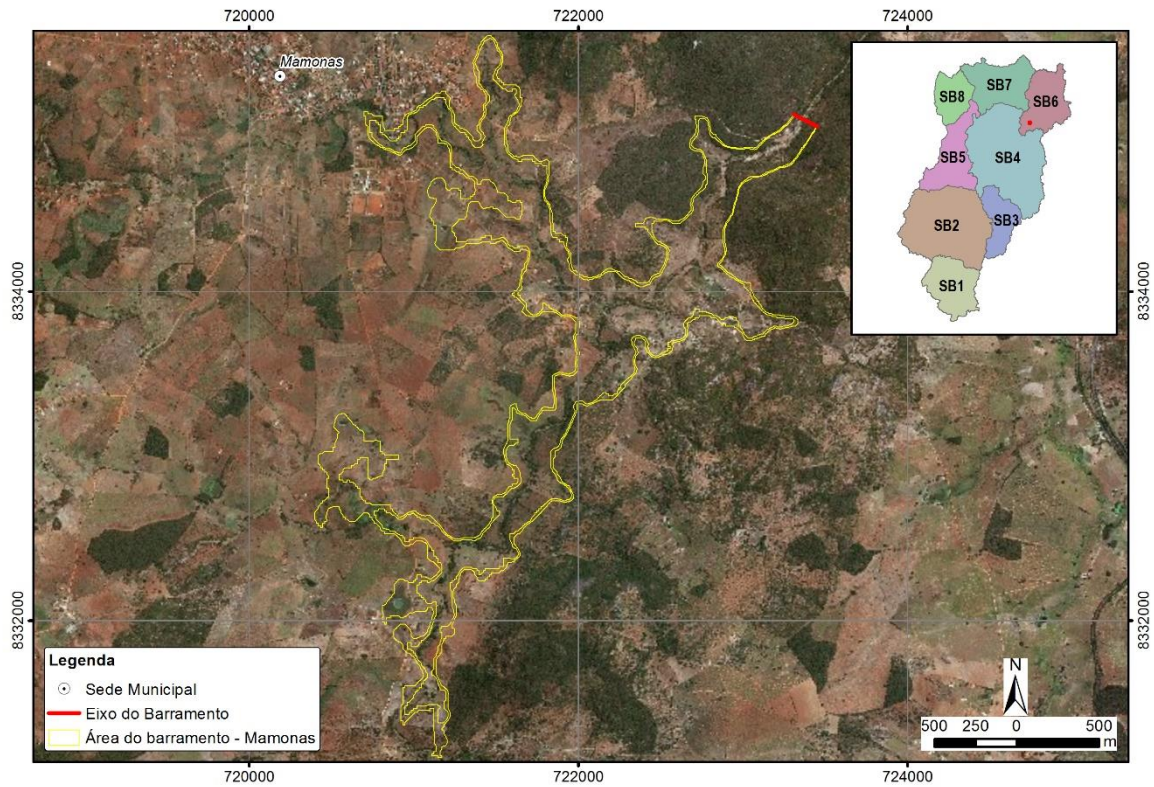 720000
722000
724000
Mamonas
SB8
SB7
SB6
SB5
SB4
SB2
SB3
SB1
8334000
8334000
8332000
8332000
Legenda
Sede Municipal
Eixo do Barramento
Área do barramento - Mamonas
N
500 250 0 500
m
720000
722000
724000